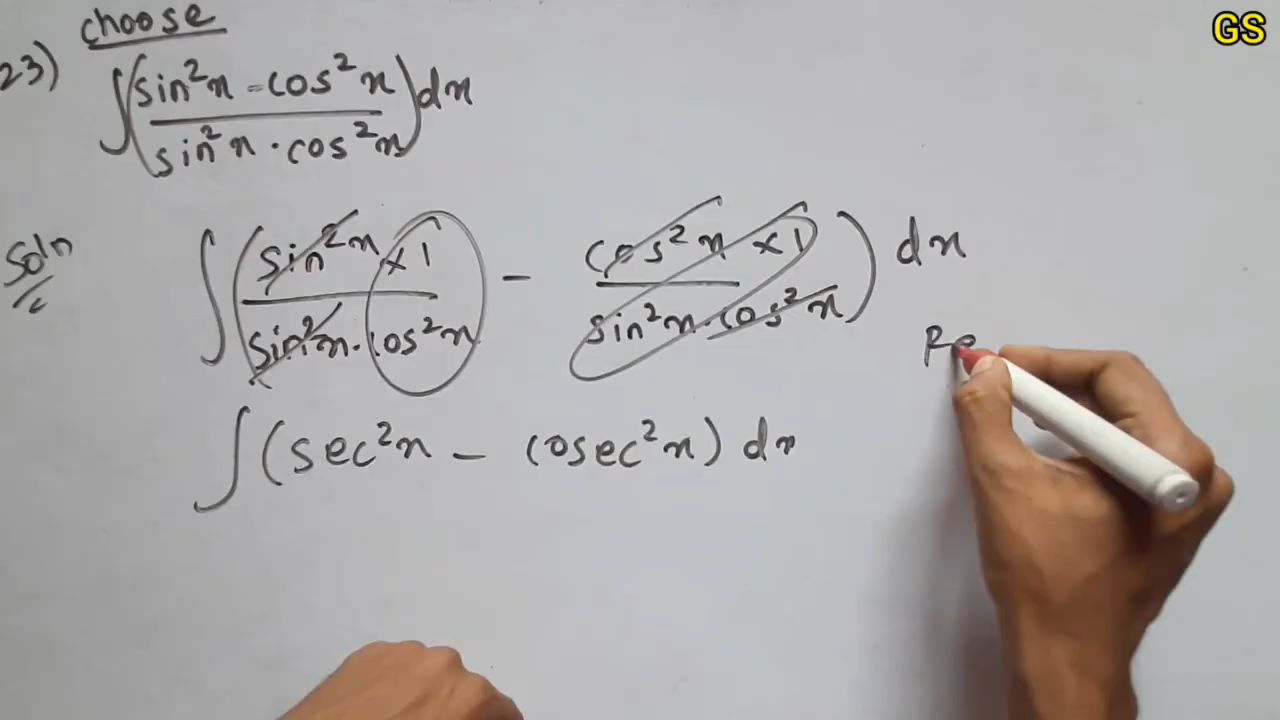 GS
choose
23) ∫(sin²x - cos²x / sin²x · cos²x) dx
Soln ∫(sin²x × 1 / sin²x · cos²x - cos²x × 1 / sin²x · cos²x) dx
Re
∫(sec²x - cosec²x) dx